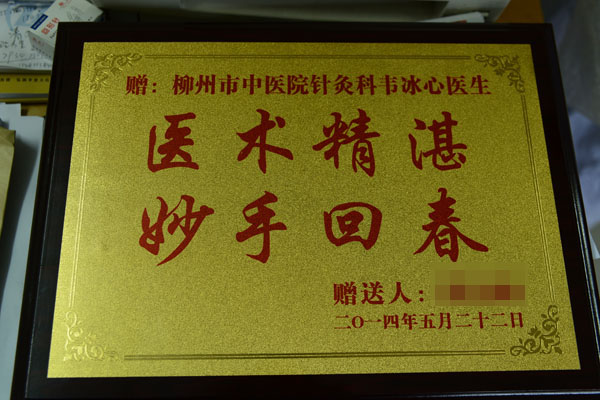 赠：柳州市中医院针灸科韦冰心医生
医术精湛
妙手回春
赠送人：
二〇一四年五月二十二日